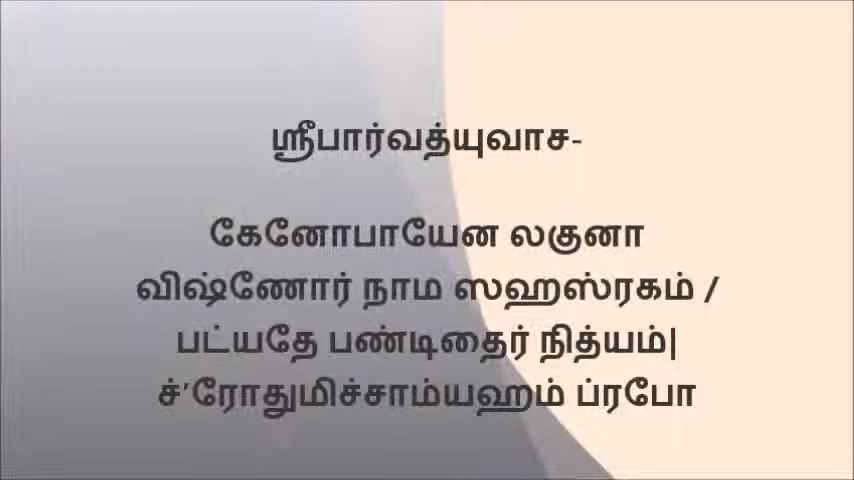 ஸ்ரீபார்வத்யுவாச-
கேனோபாயேன லகுனா
விஷ்ணோர் நாம ஸஹஸ்ரகம் /
பட்யதே பண்டிதைர் நித்யம்|
ச்’ரோதுமிச்சாம்யஹம் ப்ரபோ